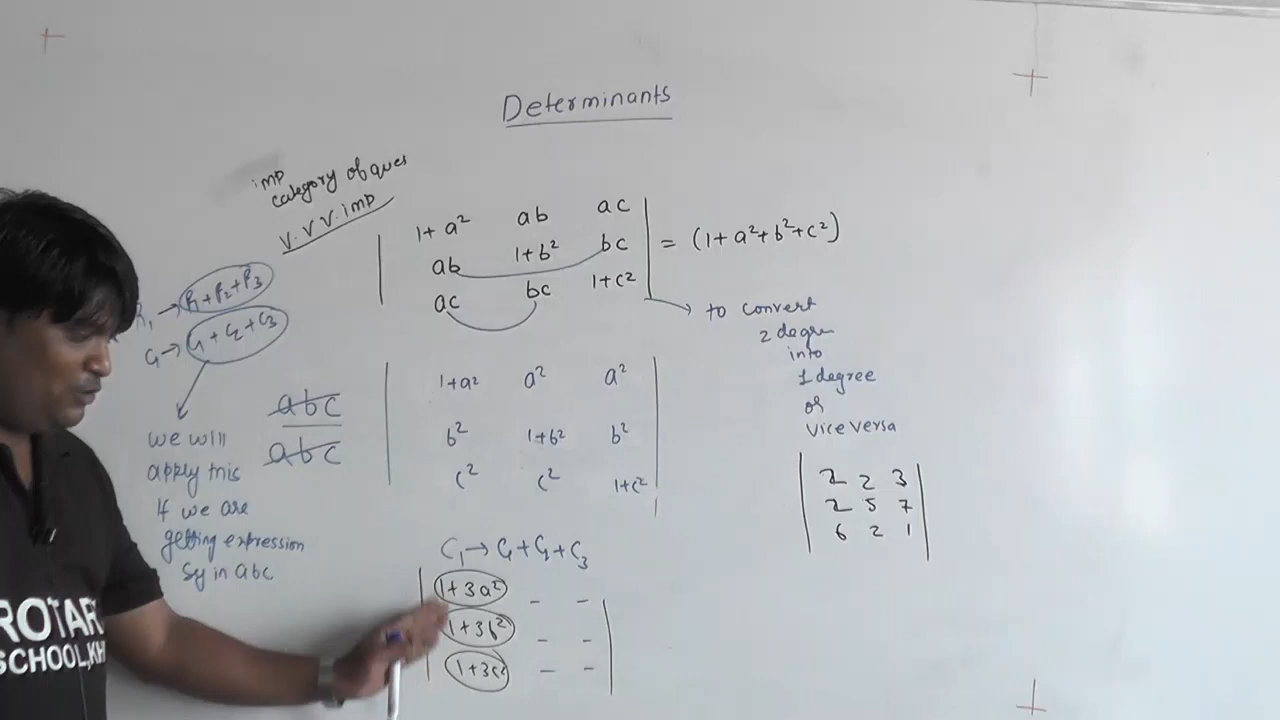 Determinants
imp
category of ques
V. V V. imp
1+a² ab ac
ab 1+b² bc = (1+a²+b²+c²)
ac bc 1+c²
R₁ → R₁+R₂+R₃
C₁ → C₁+C₂+C₃
we will
apply this
If we are
getting expression
sy in abc
abc
abc
1+a² a² a²
b² 1+b² b²
c² c² 1+c²
to convert
2 degree
into
1 degree
or
vice versa
2 2 3
2 5 7
6 2 1
C₁ → C₁+C₂+C₃
1+3a² – –
1+3b² – –
1+3c² – –
ROTAR
SCHOOL,KH